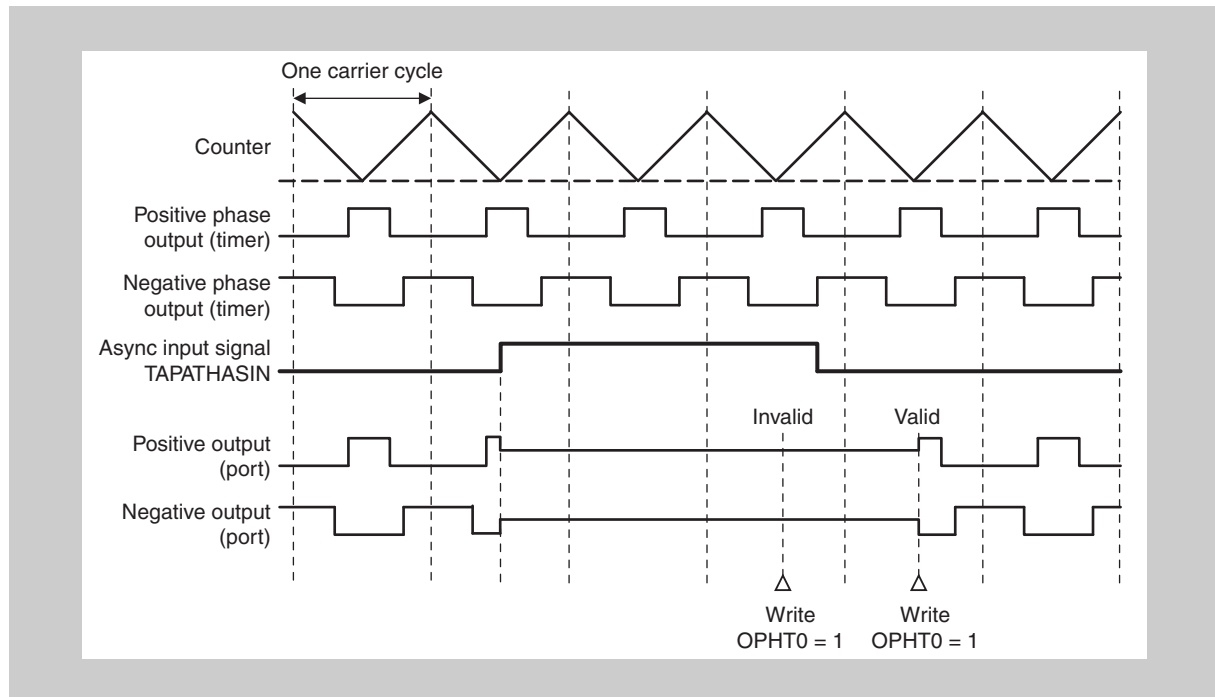 One carrier cycle
Counter
Positive phase
output (timer)
Negative phase
output (timer)
Async input signal
TAPATHASIN
Invalid
Valid
Positive output
(port)
Negative output
(port)
Write
OPHT0 = 1
Write
OPHT0 = 1